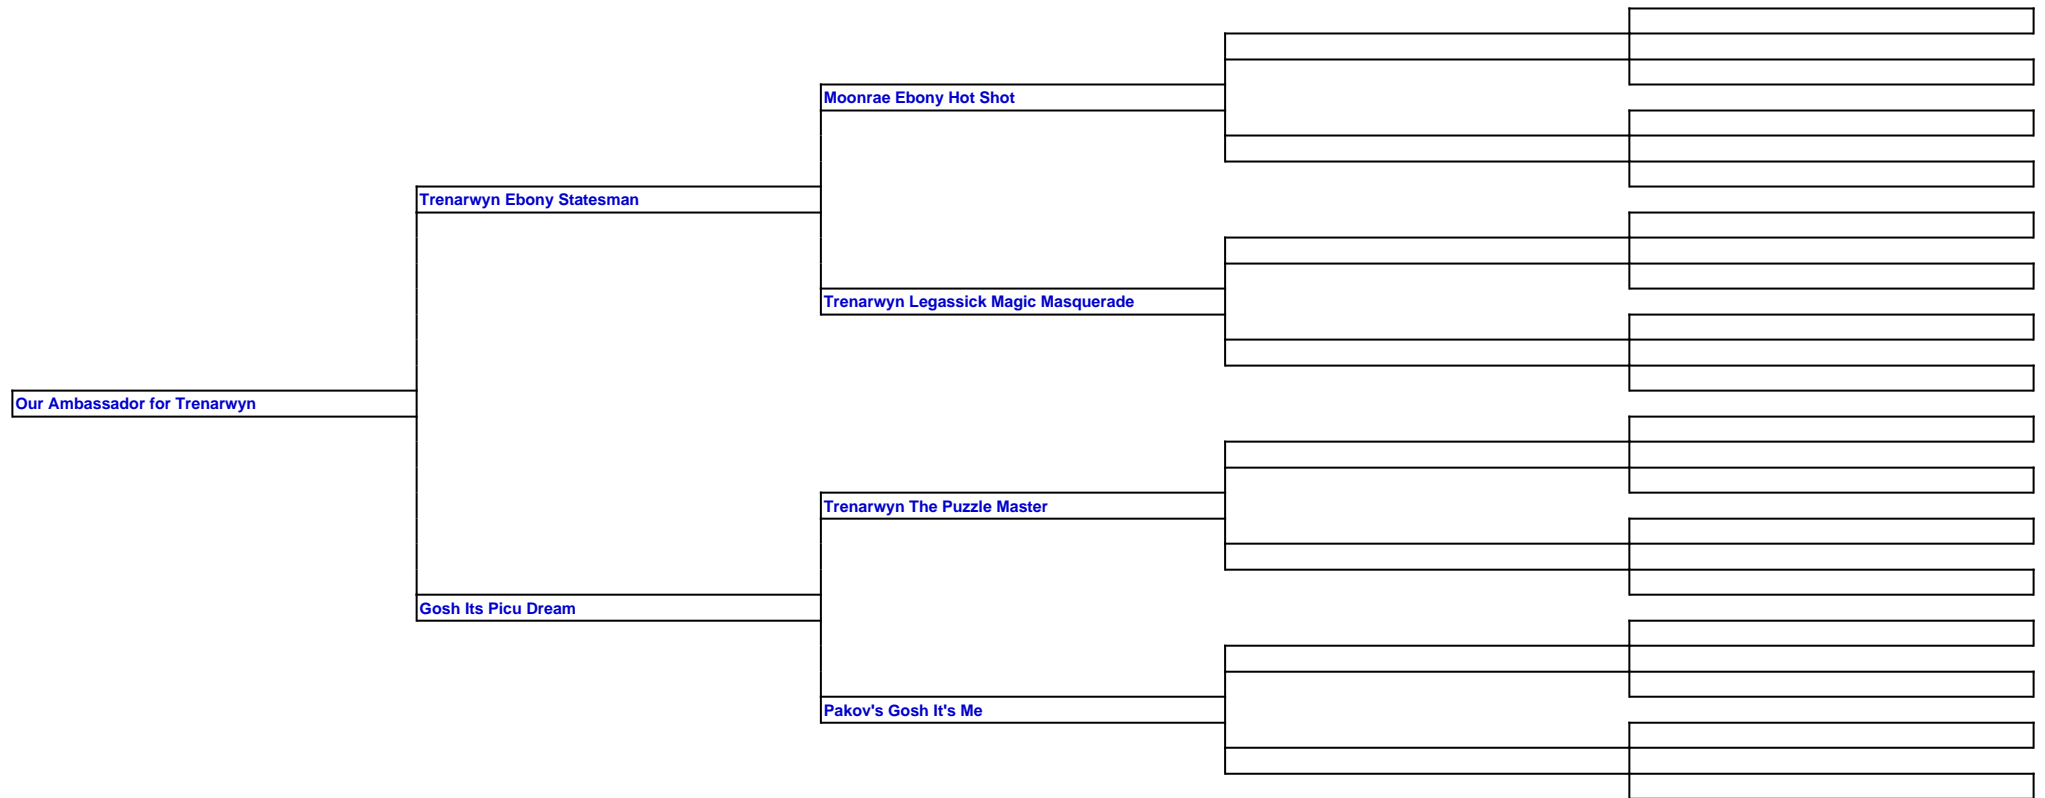 Moonrae Ebony Hot Shot
Trenarwyn Ebony Statesman
Trenarwyn Legassick Magic Masquerade
Our Ambassador for Trenarwyn
Trenarwyn The Puzzle Master
Gosh Its Picu Dream
Pakov's Gosh It's Me